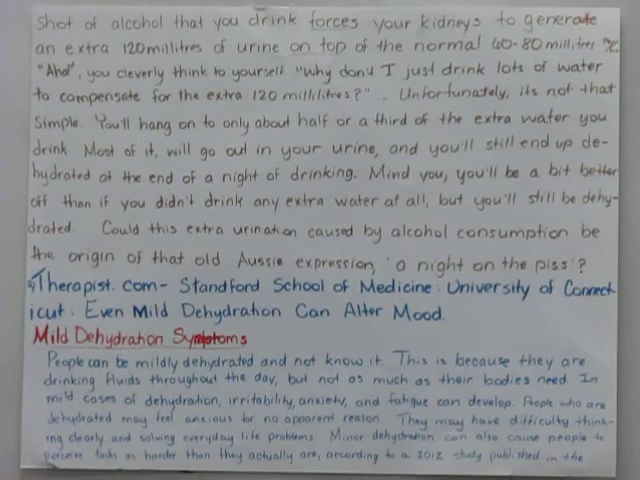 Shot of alcohol that you drink forces your kidneys to generate
an extra 120 millitres of urine on top of the normal 60-80 millitres
"Aha!", you cleverly think to yourself "Why don't I just drink lots of water
to compensate for the extra 120 millilitres?"... Unfortunately, its not that
simple. You'll hang on to only about half or a third of the extra water you
drink. Most of it, will go out in your urine, and you'll still end up de-
hydrated at the end of a night of drinking. Mind you, you'll be a bit better
off than if you didn't drink any extra water at all, but you'll still be dehy-
drated. Could this extra urination caused by alcohol consumption be
the origin of that old Aussie expression, 'a night on the piss'?
Therapist.com- Standford School of Medicine: University of Connect-
icut: Even Mild Dehydration Can Alter Mood.
Mild Dehydration Symptoms
People can be mildly dehydrated and not know it. This is because they are
drinking fluids throughout the day, but not as much as their bodies need. In
mild cases of dehydration, irritability, anxiety, and fatigue can develop. People who are
dehydrated may feel anxious for no apparent reason. They may have difficulty think-
ing clearly and solving everyday life problems. Minor dehydration can also cause people to
perceive tasks as harder than they actually are, according to a 2012 study published in the